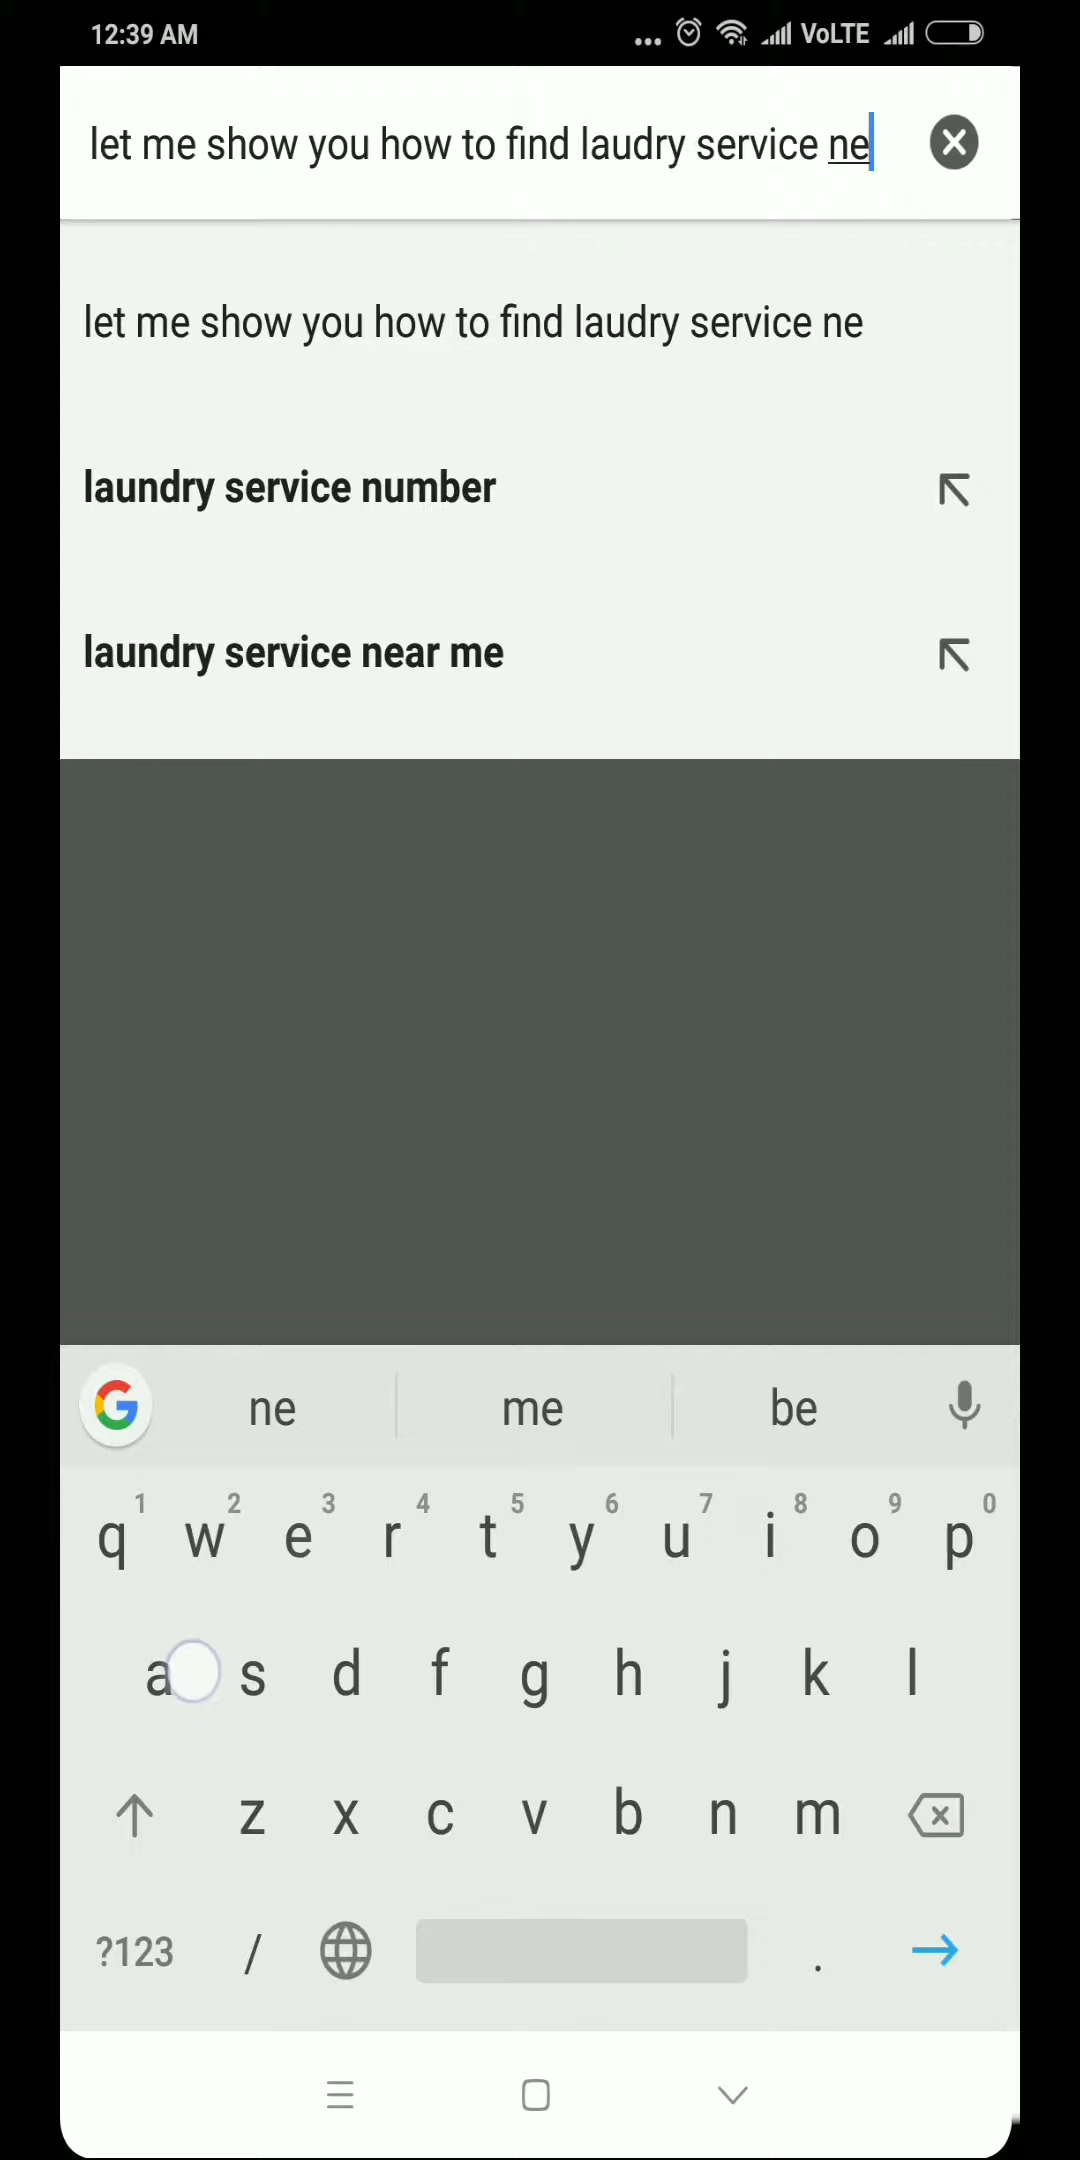 12:39 AM
VoLTE
let me show you how to find laudry service ne
let me show you how to find laudry service ne
laundry service number
laundry service near me
ne me be
1 2 3 4 5 6 7 8 9 0
q w e r t y u i o p
a s d f g h j k l
z x c v b n m
?123 / .